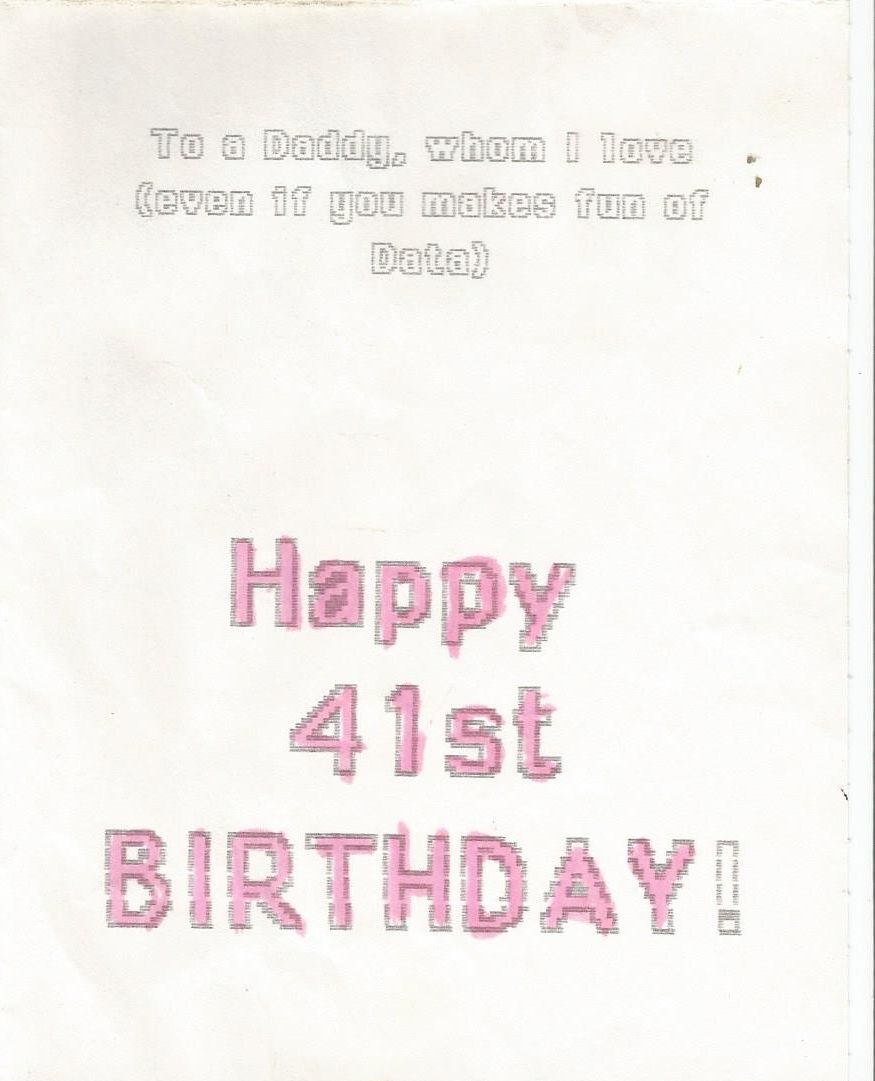 To a Daddy, whom I love
(even if you makes fun of
Data)
Happy
41st
BIRTHDAY!